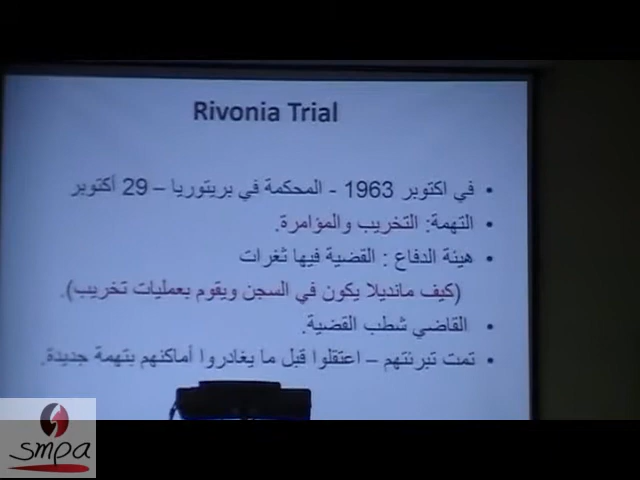 Rivonia Trial
• في اكتوبر 1963 - المحكمة في بريتوريا – 29 أكتوبر
• التهمة: التخريب والمؤامرة.
• هيئة الدفاع : القضية فيها ثغرات
(كيف مانديلا يكون في السجن ويقوم بعمليات تخريب).
• القاضي شطب القضية.
• تمت تبرئتهم – اعتقلوا قبل ما يغادروا أماكنهم بتهمة جديدة.
smpa